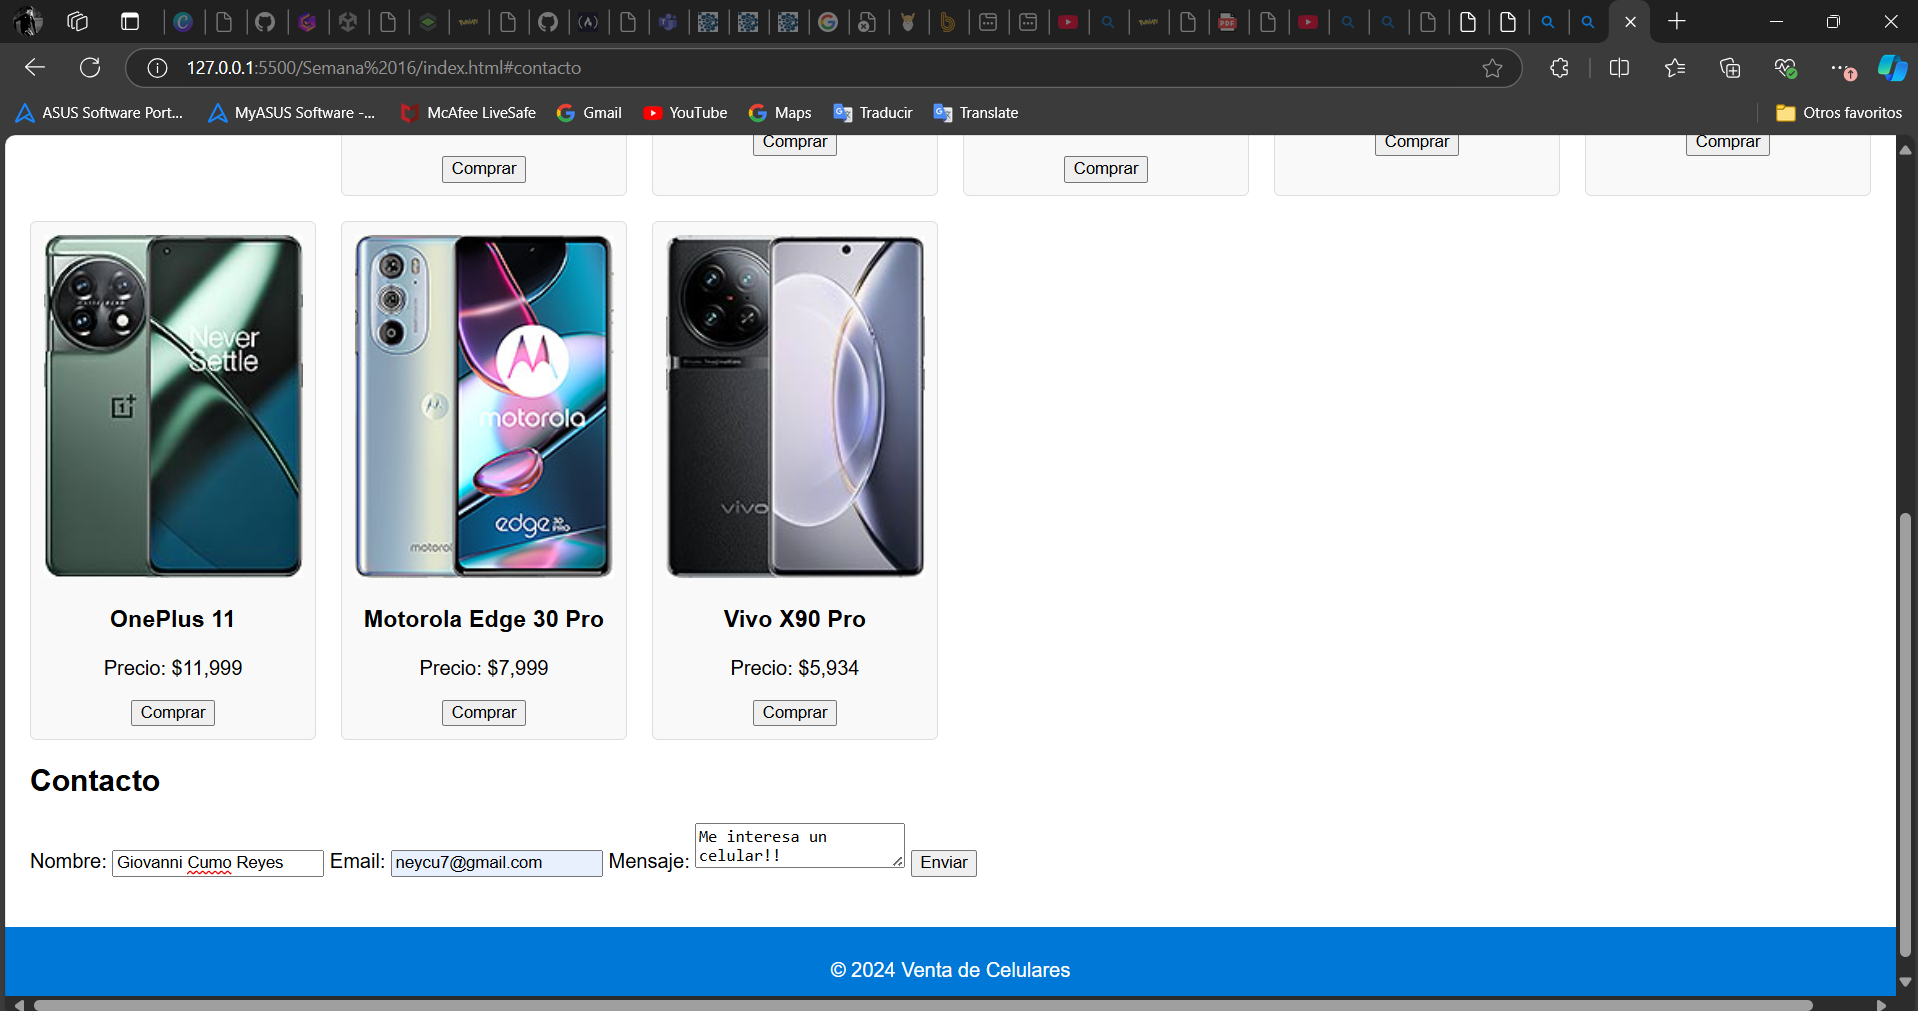 127.0.0.1:5500/Semana%2016/index.html#contacto
ASUS Software Port... MyASUS Software -... McAfee LiveSafe Gmail YouTube Maps Traducir Translate Otros favoritos
Comprar Comprar Comprar
Comprar Comprar
Never
Settle
motorola
edge 30 PRO
motorol
vivo
OnePlus 11 Motorola Edge 30 Pro Vivo X90 Pro
Precio: $11,999 Precio: $7,999 Precio: $5,934
Comprar Comprar Comprar
Contacto
Nombre: Giovanni Cumo Reyes Email: neycu7@gmail.com Mensaje: Me interesa un
celular!! Enviar
© 2024 Venta de Celulares